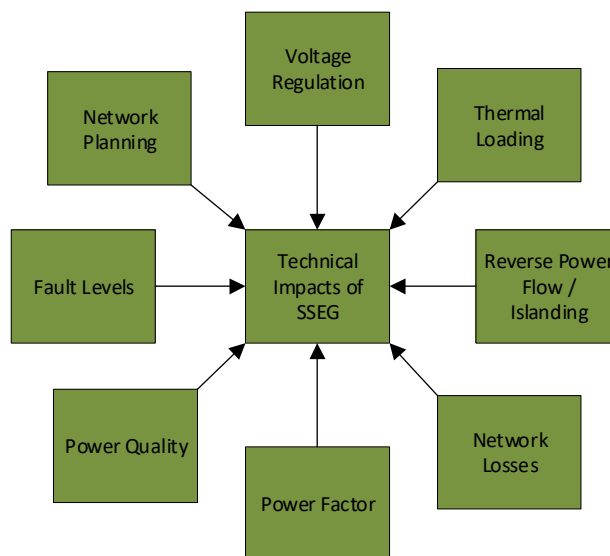 Voltage
Regulation
Network
Planning
Thermal
Loading
Fault Levels
Technical
Impacts of
SSEG
Reverse Power
Flow /
Islanding
Power Quality
Power Factor
Network
Losses